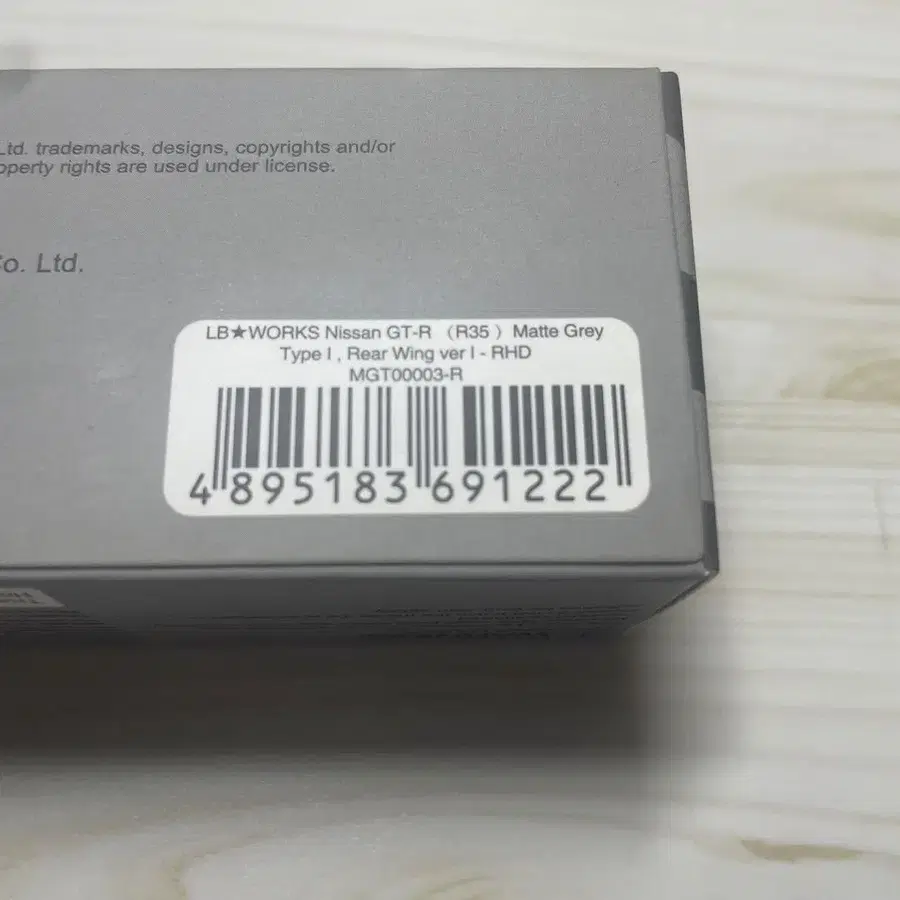 Ltd. trademarks, designs, copyrights and/or
operty rights are used under license.
Co. Ltd.
LB★WORKS Nissan GT-R （R35 ）Matte Grey
Type I , Rear Wing ver I - RHD
MGT00003-R
4 895183 691222